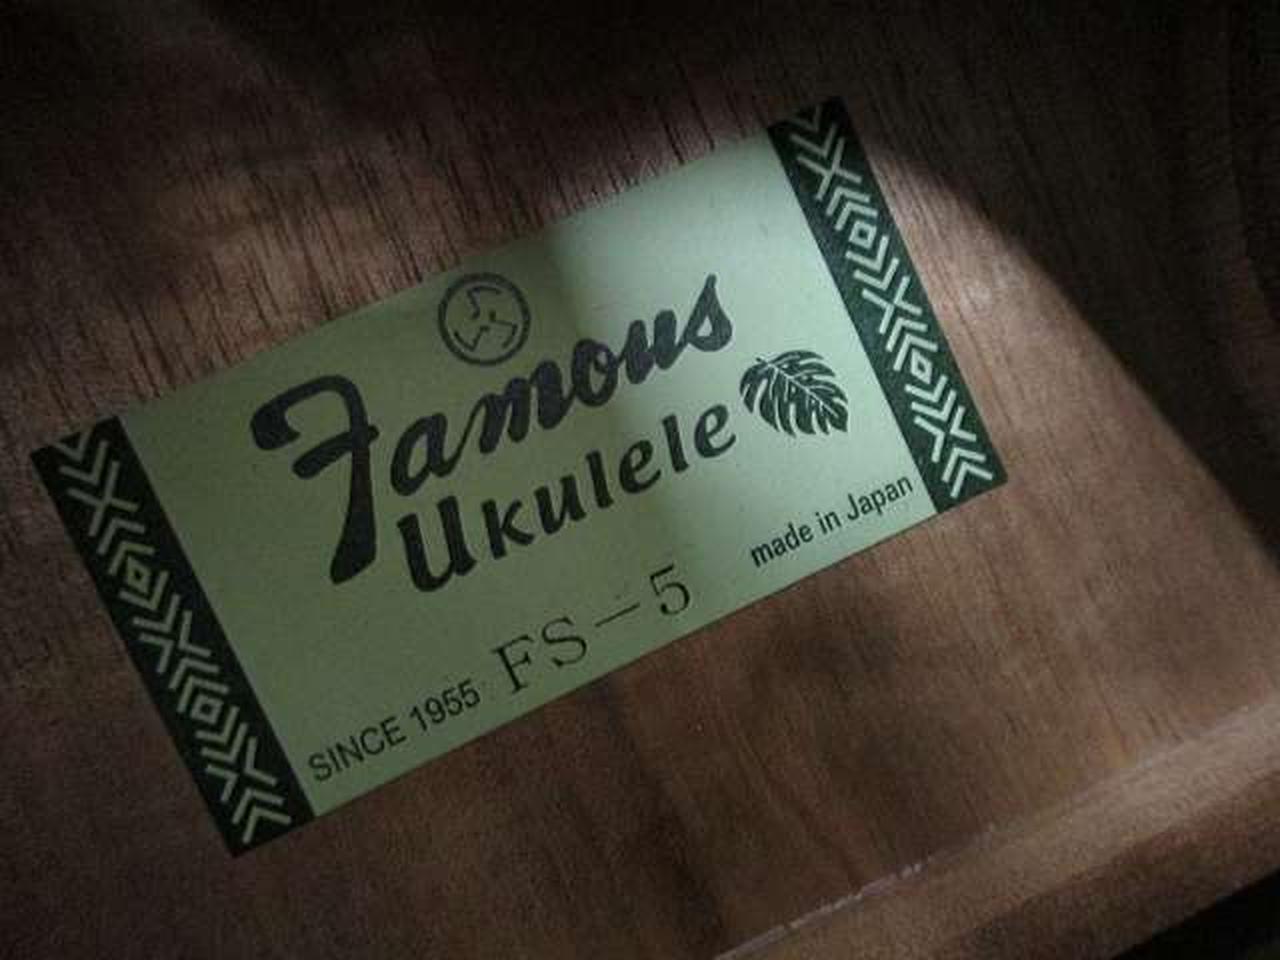 Famous
Ukulele
made in Japan
SINCE 1955 FS-5